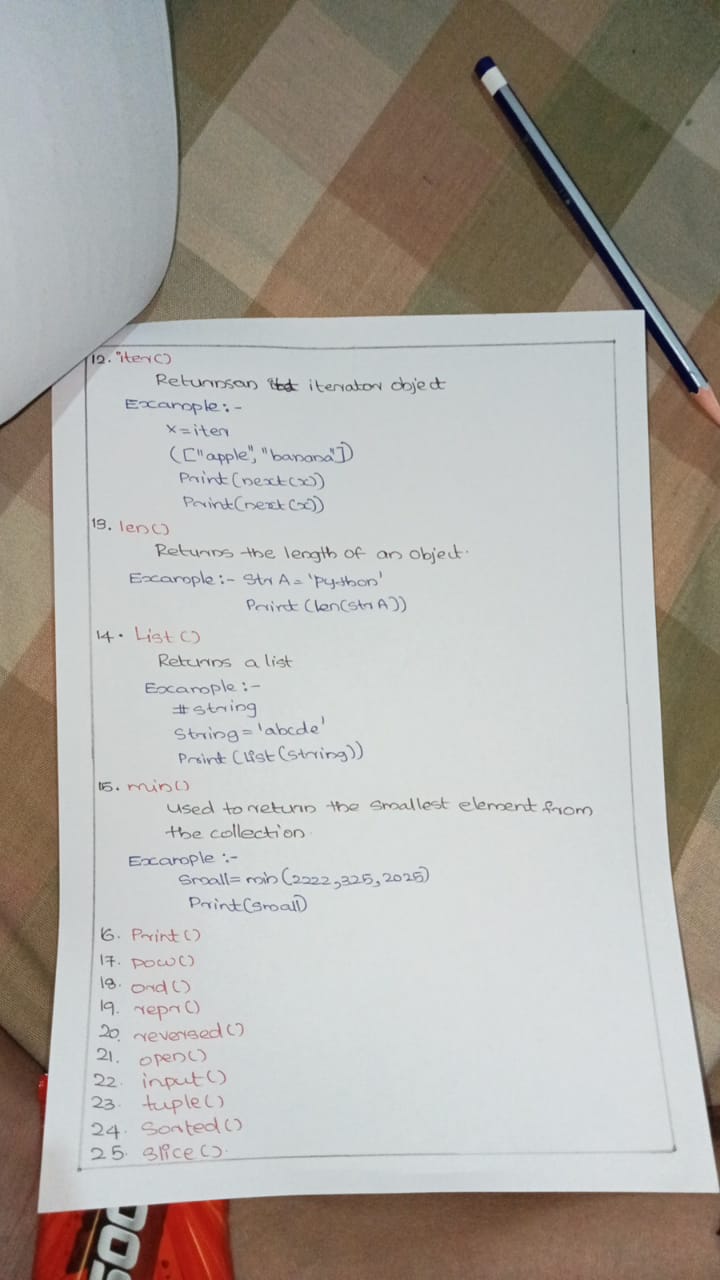 12. iter()
Returnsan iterator object
Example:-
x=iter
(["apple", "banana"])
Print(next(x))
Print(next(x))
13. len()
Returns the length of an object.
Example:- Str A = 'Python'
Print (len(str A))
14. List ()
Returns a list
Example:-
#string
String='abcde'
Print (List(String))
15. min()
Used to return the smallest element from
the collection.
Example :-
Small= min (2222,325,2025)
Print(small)
16. Print()
17. pow()
18. ord()
19. repr()
20. reversed()
21. open()
22. input()
23. tuple()
24. Sorted()
25. Slice().
500